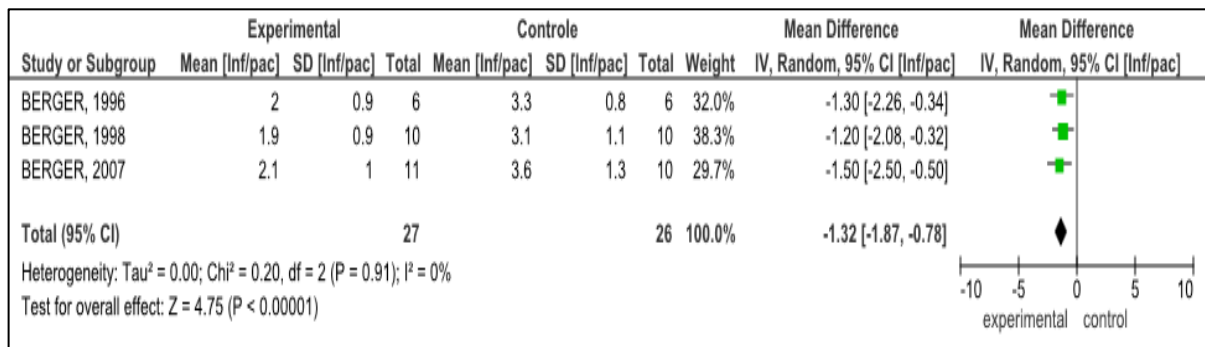 Experimental Controle Mean Difference Mean Difference
Study or Subgroup Mean [Inf/pac] SD [Inf/pac] Total Mean [Inf/pac] SD [Inf/pac] Total Weight IV, Random, 95% CI [Inf/pac] IV, Random, 95% CI [Inf/pac]
BERGER, 1996 2 0.9 6 3.3 0.8 6 32.0% -1.30 [-2.26, -0.34]
BERGER, 1998 1.9 0.9 10 3.1 1.1 10 38.3% -1.20 [-2.08, -0.32]
BERGER, 2007 2.1 1 11 3.6 1.3 10 29.7% -1.50 [-2.50, -0.50]
Total (95% CI) 27 26 100.0% -1.32 [-1.87, -0.78]
Heterogeneity: Tau² = 0.00; Chi² = 0.20, df = 2 (P = 0.91); I² = 0%
Test for overall effect: Z = 4.75 (P < 0.00001)
-10 -5 0 5 10
experimental control